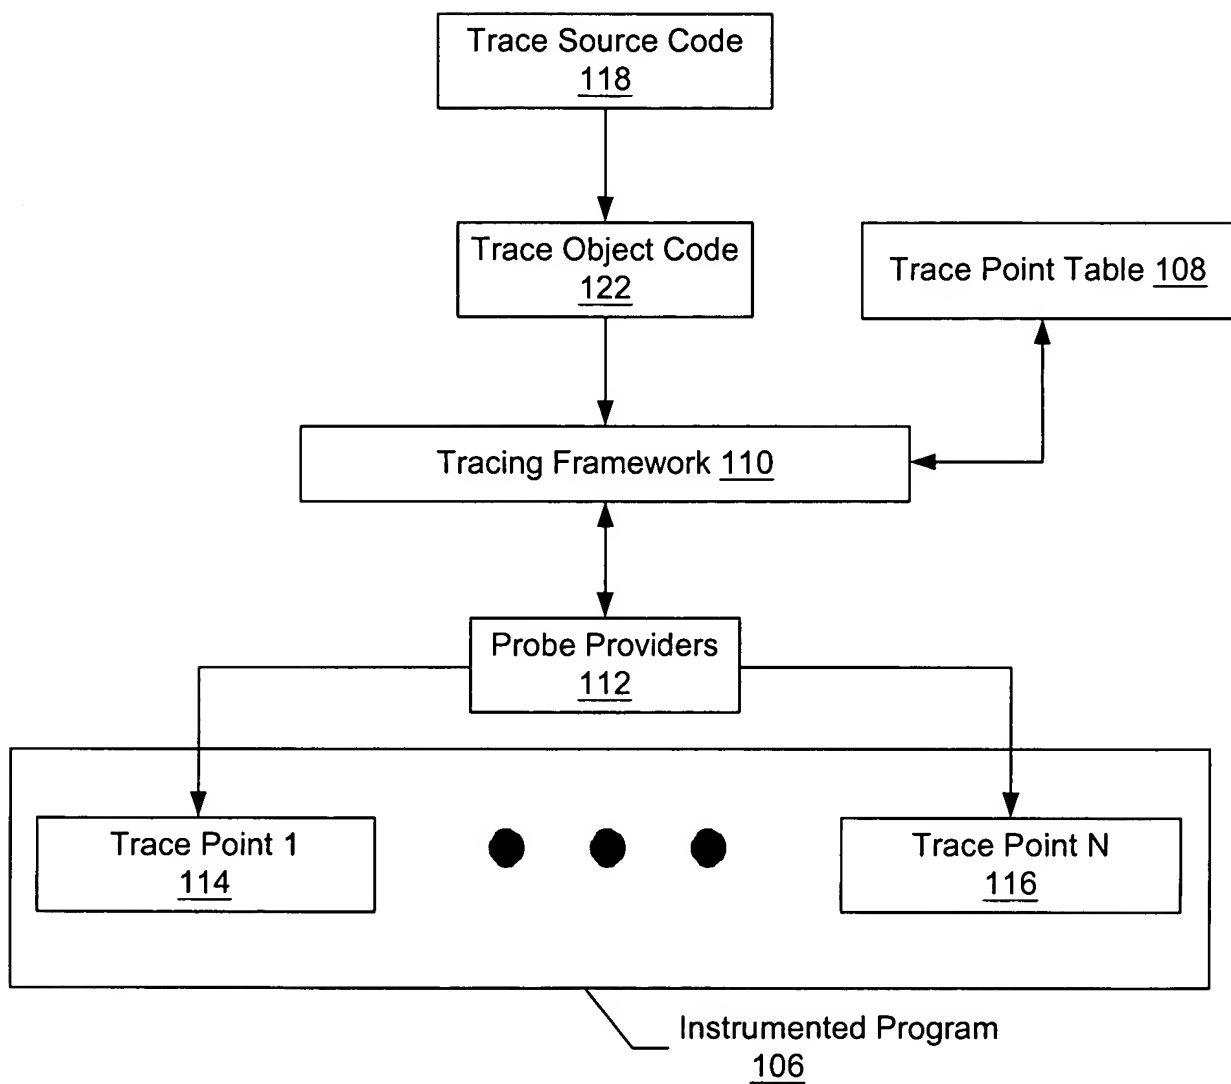 Trace Source Code
118
Trace Object Code
122
Trace Point Table 108
Tracing Framework 110
Probe Providers
112
Trace Point 1
114
Trace Point N
116
Instrumented Program
106